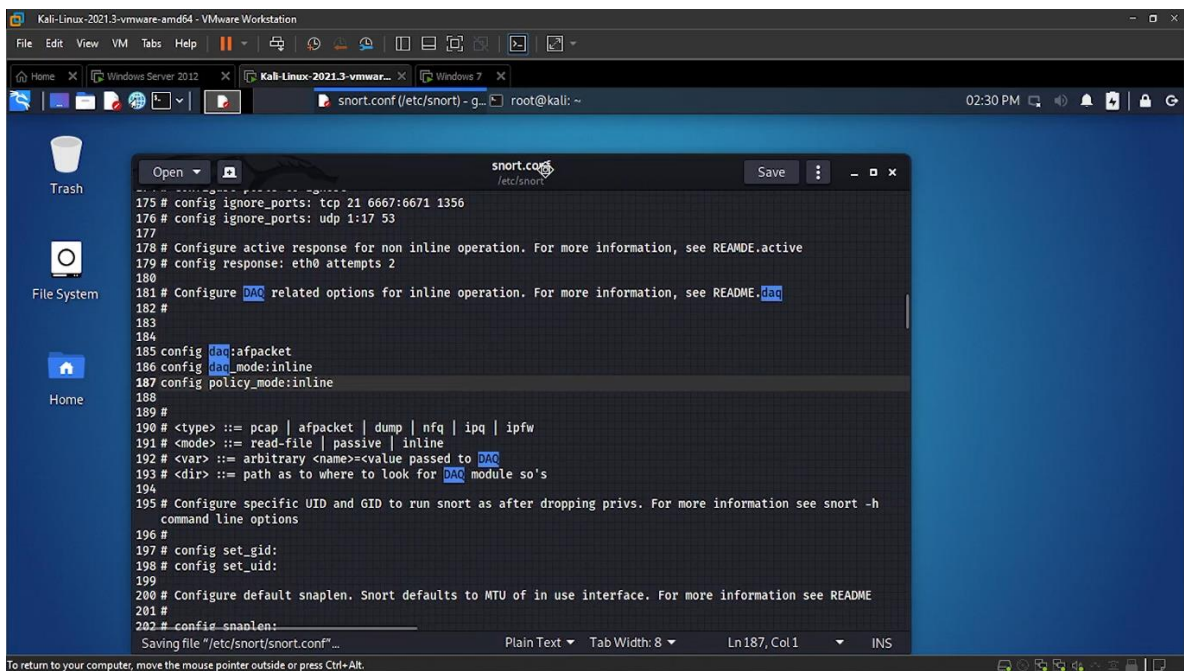 Kali-Linux-2021.3-vmware-amd64 - VMware Workstation
File Edit View VM Tabs Help
Home Windows Server 2012 Kali-Linux-2021.3-vmwar... Windows 7
snort.conf (/etc/snort) - g... root@kali: ~ 02:30 PM
Trash
File System
Home
Open snort.conf Save
/etc/snort
175 # config ignore_ports: tcp 21 6667:6671 1356
176 # config ignore_ports: udp 1:17 53
177
178 # Configure active response for non inline operation. For more information, see REAMDE.active
179 # config response: eth0 attempts 2
180
181 # Configure DAQ related options for inline operation. For more information, see README.daq
182 #
183
184
185 config daq:afpacket
186 config daq_mode:inline
187 config policy_mode:inline
188
189 #
190 # <type> ::= pcap | afpacket | dump | nfq | ipq | ipfw
191 # <mode> ::= read-file | passive | inline
192 # <var> ::= arbitrary <name>=<value passed to DAQ
193 # <dir> ::= path as to where to look for DAQ module so's
194
195 # Configure specific UID and GID to run snort as after dropping privs. For more information see snort -h
command line options
196 #
197 # config set_gid:
198 # config set_uid:
199
200 # Configure default snaplen. Snort defaults to MTU of in use interface. For more information see README
201 #
202 # config snaplen:
Saving file "/etc/snort/snort.conf"... Plain Text Tab Width: 8 Ln 187, Col 1 INS
To return to your computer, move the mouse pointer outside or press Ctrl+Alt.